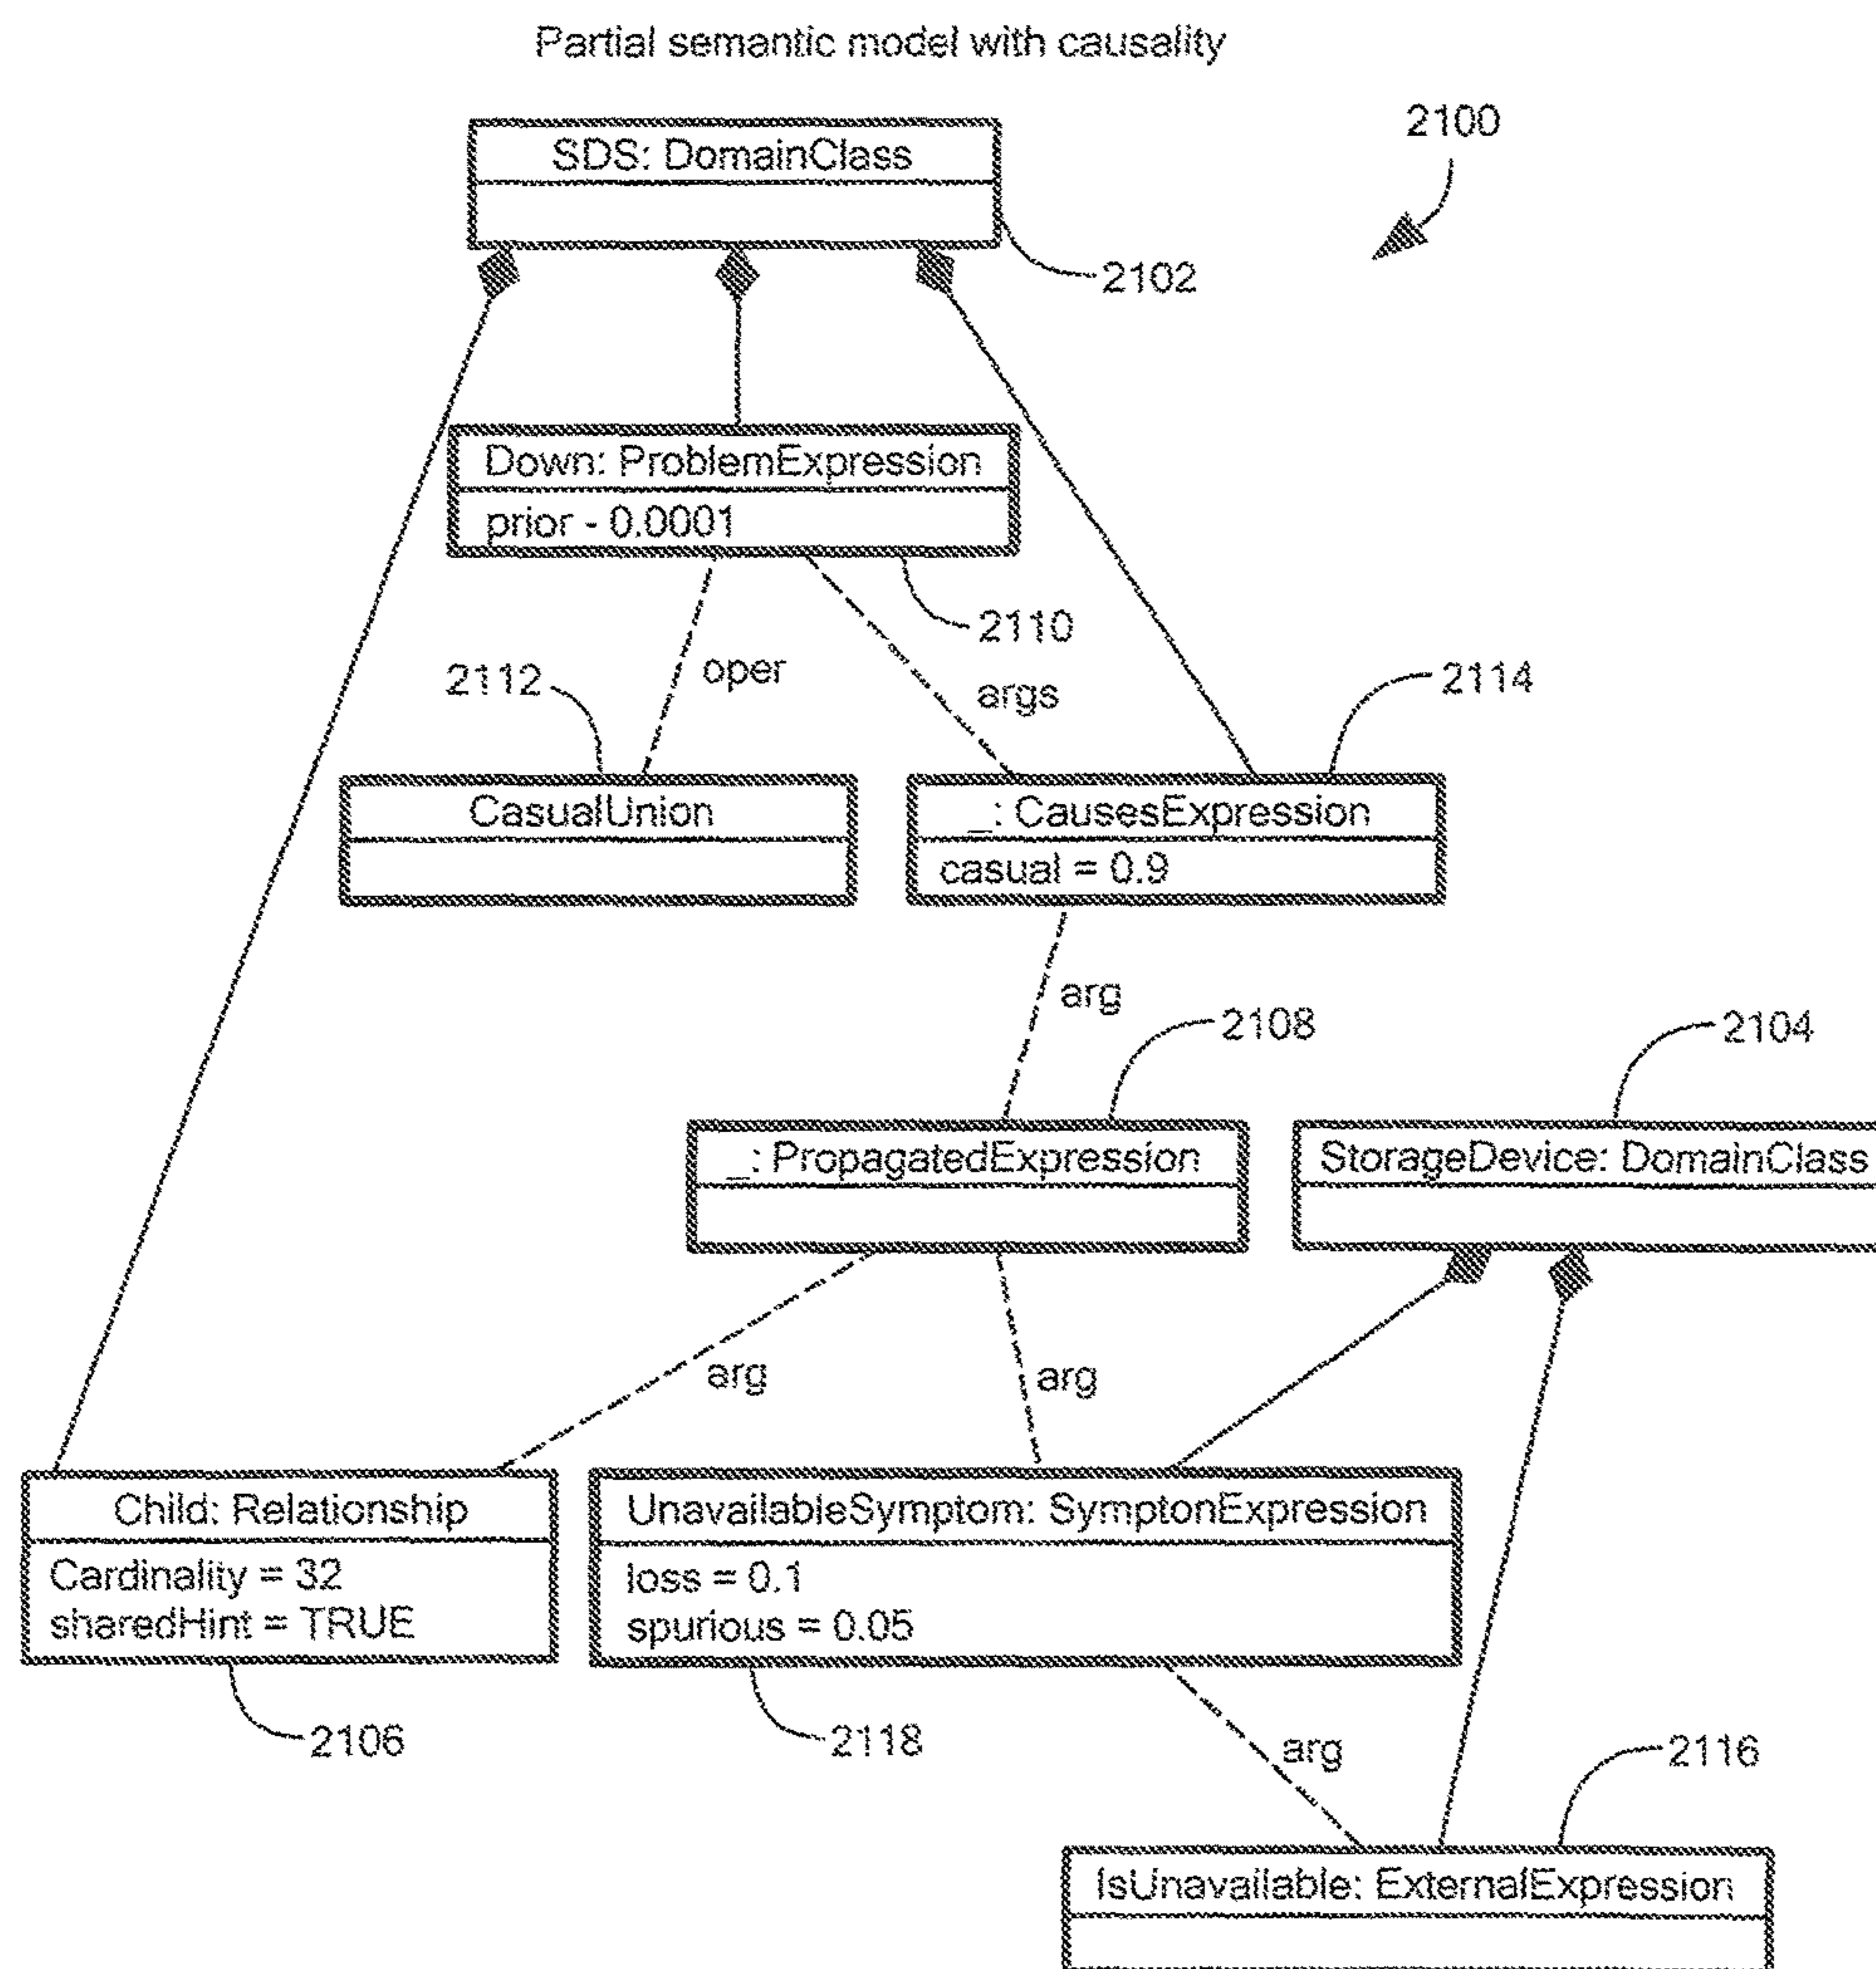 Partial semantic model with causality
2100
SDS: DomainClass
2102
Down: ProblemExpression
prior - 0.0001
2110
oper
args
2112
2114
CasualUnion
_: CausesExpression
casual = 0.9
arg
2108
2104
_: PropagatedExpression
StorageDevice: DomainClass
arg
arg
Child: Relationship
Cardinality = 32
sharedHint = TRUE
UnavailableSymptom: SymptonExpression
loss = 0.1
spurious = 0.05
2106
2118
arg
2116
IsUnavailable: ExternalExpression